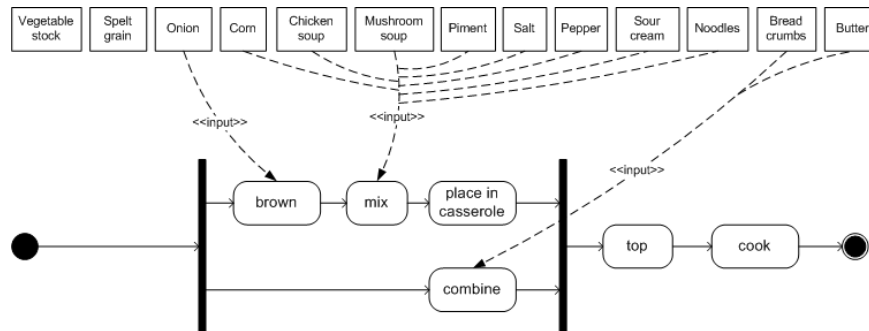 Vegetable
stock
Spelt
grain
Onion
Corn
Chicken
soup
Mushroom
soup
Piment
Salt
Pepper
Sour
cream
Noodles
Bread
crumbs
Butter
<<input>>
<<input>>
<<input>>
brown
mix
place in
casserole
top
cook
combine